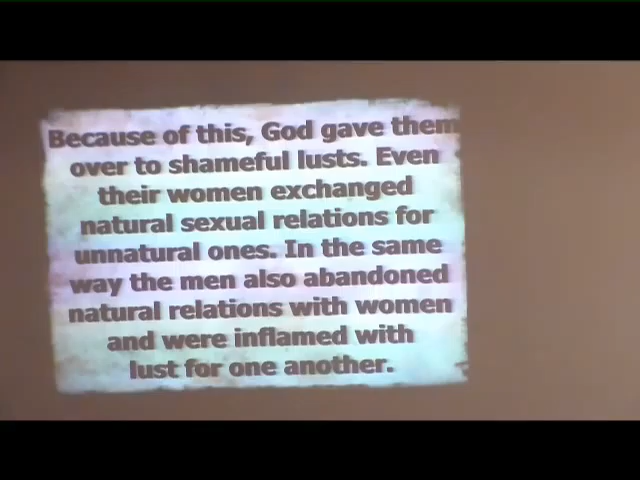 Because of this, God gave them
over to shameful lusts. Even
their women exchanged
natural sexual relations for
unnatural ones. In the same
way the men also abandoned
natural relations with women
and were inflamed with
lust for one another.